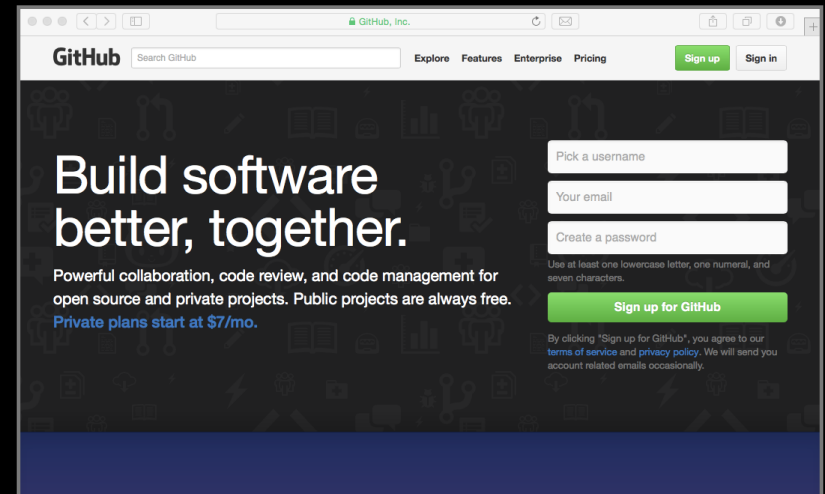 GitHub, Inc.
GitHub
Search GitHub
Explore Features Enterprise Pricing
Sign up
Sign in
Build software
better, together.
Powerful collaboration, code review, and code management for
open source and private projects. Public projects are always free.
Private plans start at $7/mo.
Pick a username
Your email
Create a password
Use at least one lowercase letter, one numeral, and
seven characters.
Sign up for GitHub
By clicking "Sign up for GitHub", you agree to our
terms of service and privacy policy. We will send you
account related emails occasionally.